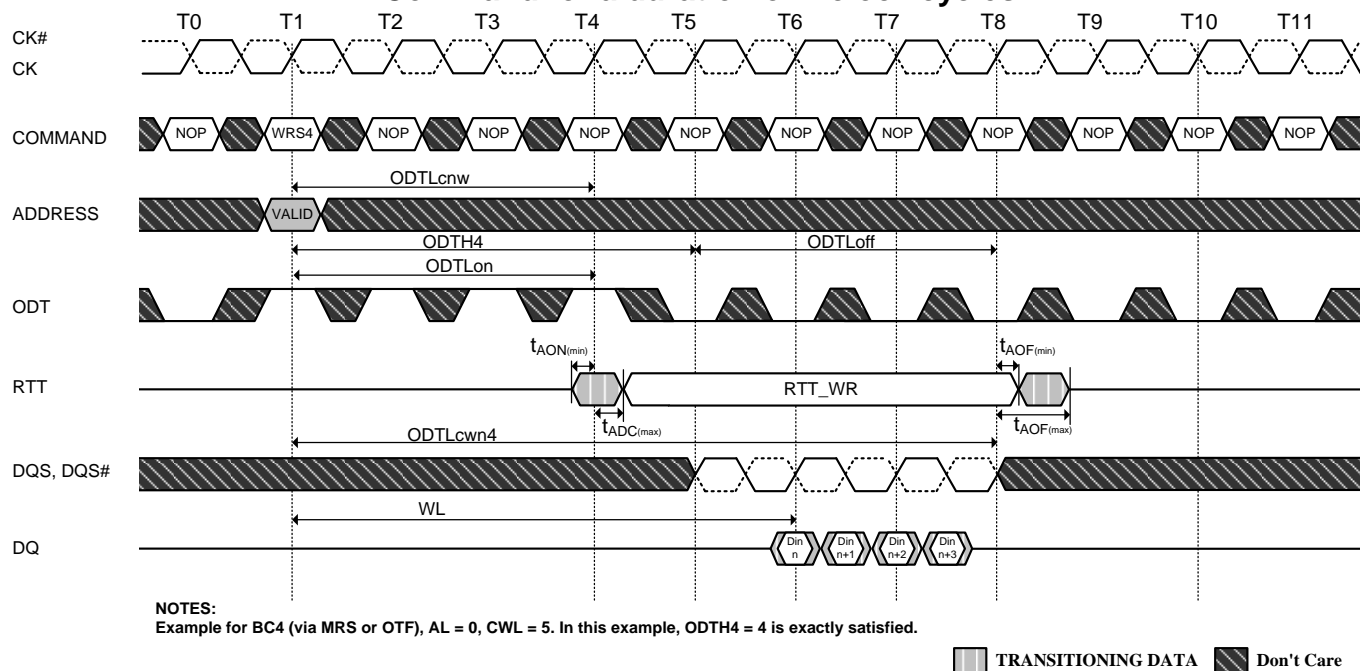 T0 T1 T2 T3 T4 T5 T6 T7 T8 T9 T10 T11
CK#
CK
COMMAND
NOP WRS4 NOP NOP NOP NOP NOP NOP NOP NOP NOP NOP
ODTLcnw
ADDRESS
VALID
ODTH4 ODTLoff
ODTLon
ODT
tAON(min) tAOF(min)
RTT
RTT_WR
tADC(max) tAOF(max)
ODTLcwn4
DQS, DQS#
WL
DQ
Din n Din n+1 Din n+2 Din n+3
NOTES:
Example for BC4 (via MRS or OTF), AL = 0, CWL = 5. In this example, ODTH4 = 4 is exactly satisfied.
TRANSITIONING DATA Don't Care